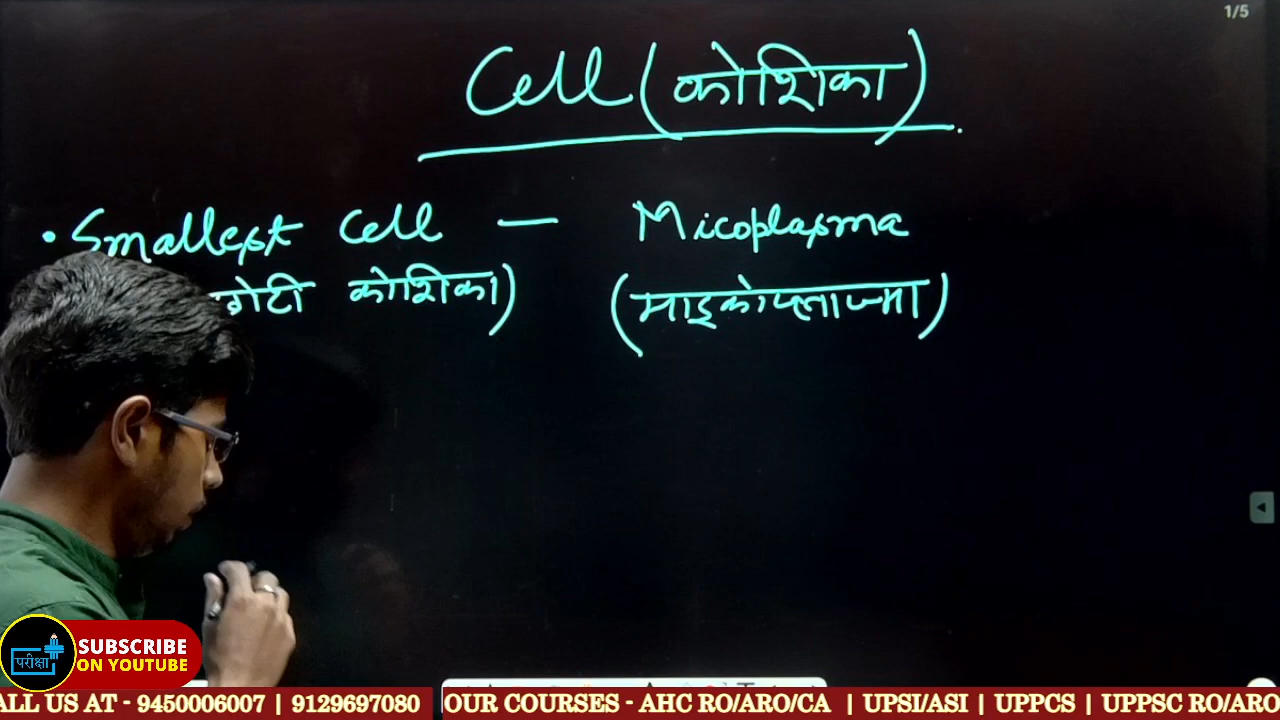 1/5
Cell (कोशिका)
• Smallest Cell — Micoplasma
छोटी कोशिका) (माइकोप्लाज्मा)
परीक्षा
SUBSCRIBE
ON YOUTUBE
ALL US AT - 9450006007 | 9129697080 OUR COURSES - AHC RO/ARO/CA | UPSI/ASI | UPPCS | UPPSC RO/ARO